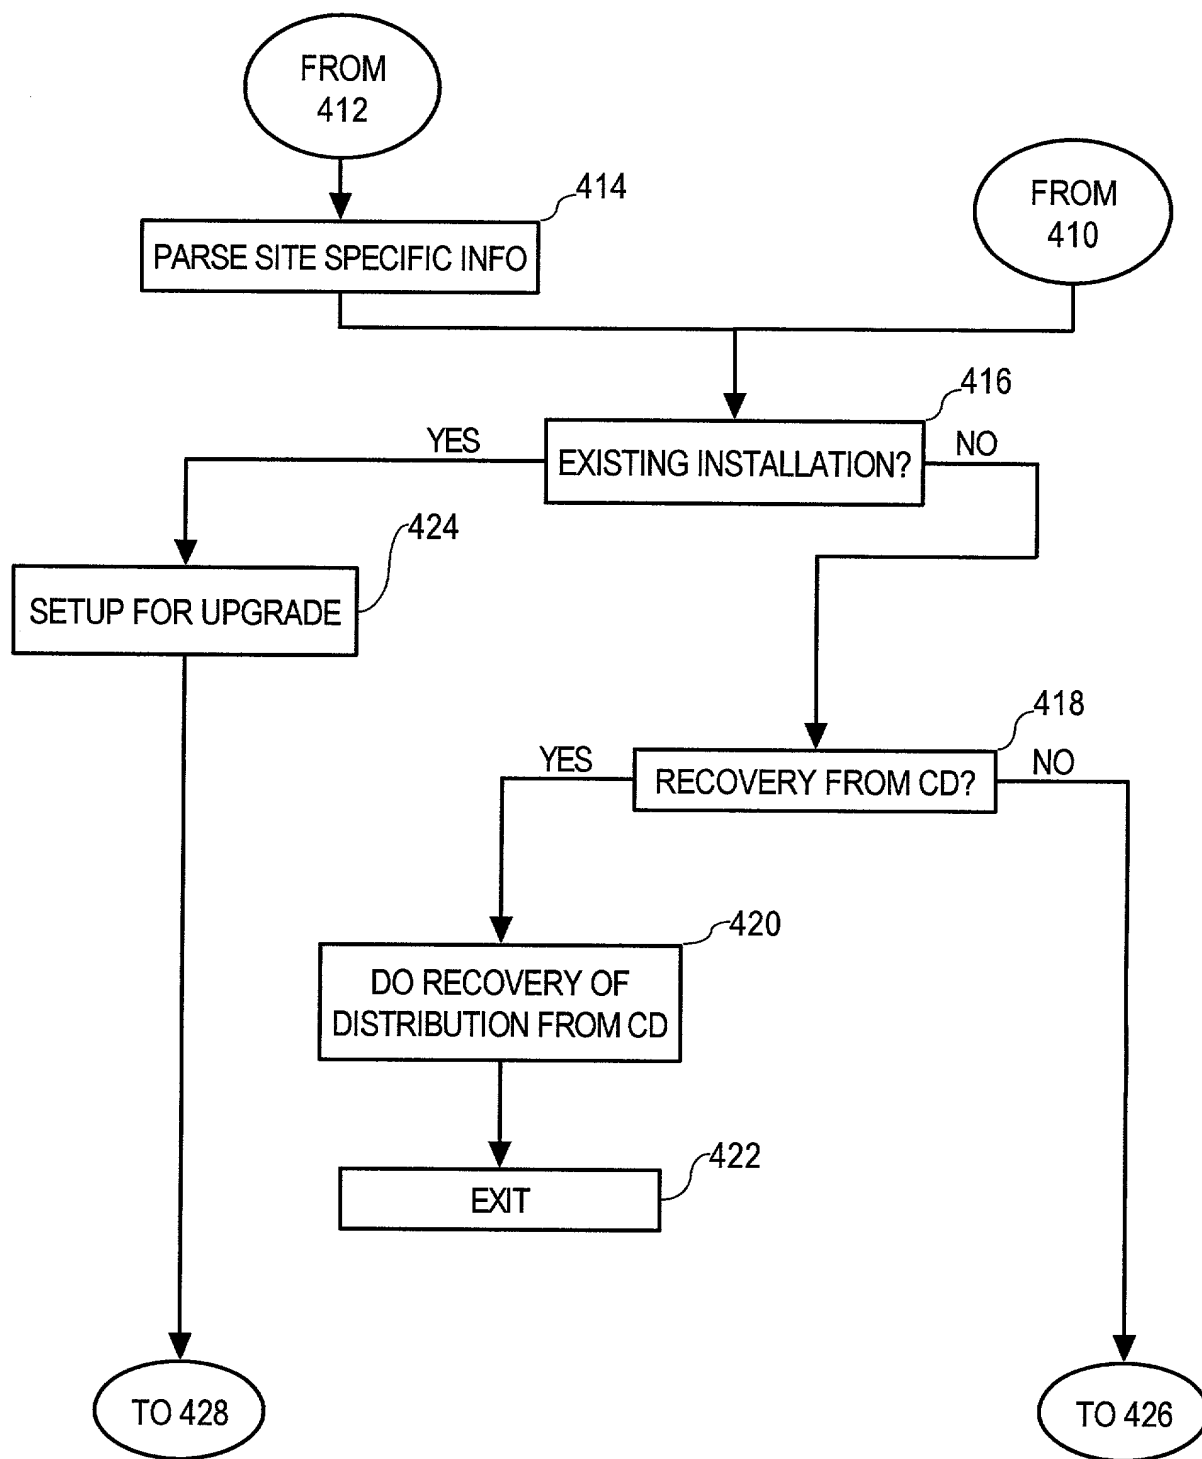 FROM
412
414
PARSE SITE SPECIFIC INFO
FROM
410
416
YES
EXISTING INSTALLATION?
NO
424
SETUP FOR UPGRADE
418
YES
RECOVERY FROM CD?
NO
420
DO RECOVERY OF
DISTRIBUTION FROM CD
422
EXIT
TO 428
TO 426